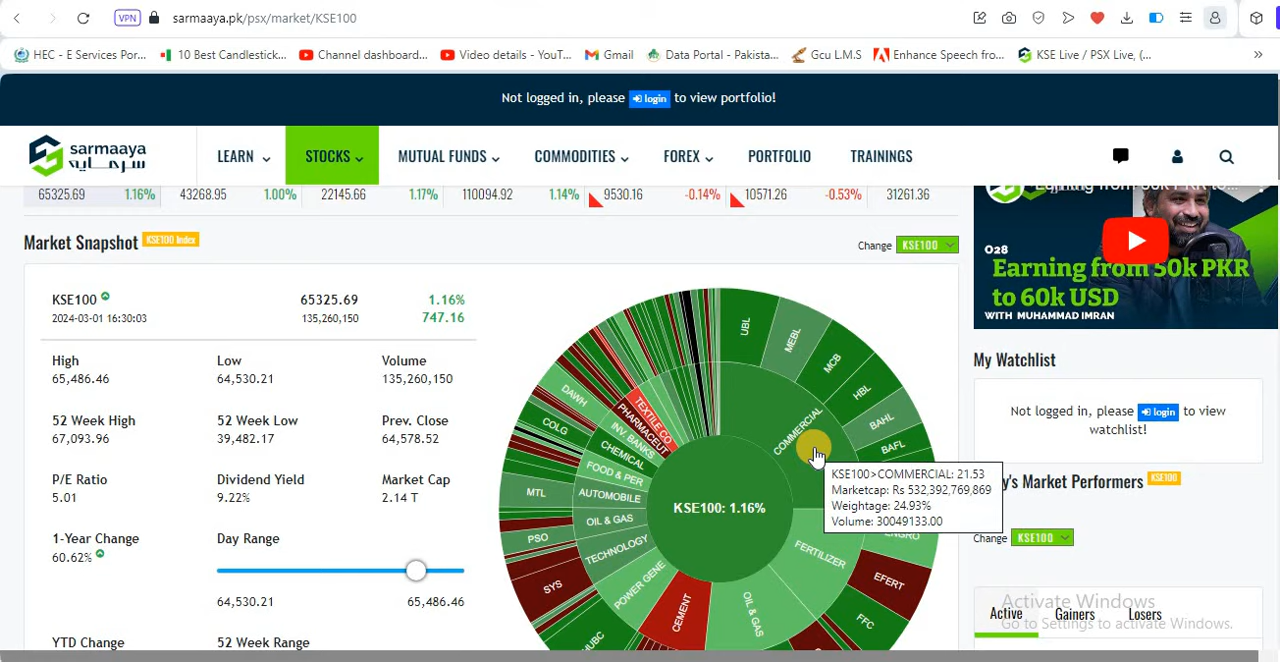 VPN
sarmaaya.pk/psx/market/KSE100
HEC - E Services Por...
10 Best Candlestick...
Channel dashboard...
Video details - YouT...
Gmail
Data Portal - Pakista...
Gcu L.M.S
Enhance Speech fro...
KSE Live / PSX Live, (...
Not logged in, please login to view portfolio!
sarmaaya
سرمایہ
LEARN
STOCKS
MUTUAL FUNDS
COMMODITIES
FOREX
PORTFOLIO
TRAININGS
65325.69 1.16% 43268.95 1.00% 22145.66 1.17% 110094.92 1.14% 9530.16 -0.14% 10571.26 -0.53% 31261.36
Market Snapshot KSE100 Index
Change KSE100
KSE100 65325.69 1.16%
2024-03-01 16:30:03 135,260,150 747.16
High Low Volume
65,486.46 64,530.21 135,260,150
52 Week High 52 Week Low Prev. Close
67,093.96 39,482.17 64,578.52
P/E Ratio Dividend Yield Market Cap
5.01 9.22% 2.14 T
1-Year Change Day Range
60.62%
64,530.21 65,486.46
YTD Change 52 Week Range
KSE100: 1.16%
COMMERCIAL
FERTILIZER
OIL & GAS
CEMENT
POWER GENE
TECHNOLOGY
OIL & GAS
AUTOMOBILE
FOOD & PER
CHEMICAL
INV. BANKS
PHARMACEUT
TEXTILE CO
UBL
MEBL
MCB
HBL
BAHL
BAFL
ENGRO
EFERT
FFC
HUBC
SYS
PSO
MTL
COLG
DAWH
KSE100>COMMERCIAL: 21.53
Marketcap: Rs 532,392,769,869
Weightage: 24.93%
Volume: 30049133.00
Earning from 50k PKR to...
028
Earning from 50k PKR
to 60k USD
WITH MUHAMMAD IMRAN
My Watchlist
Not logged in, please login to view
watchlist!
y's Market Performers KSE100
Change KSE100
Active Gainers Losers
Activate Windows
Go to Settings to activate Windows.